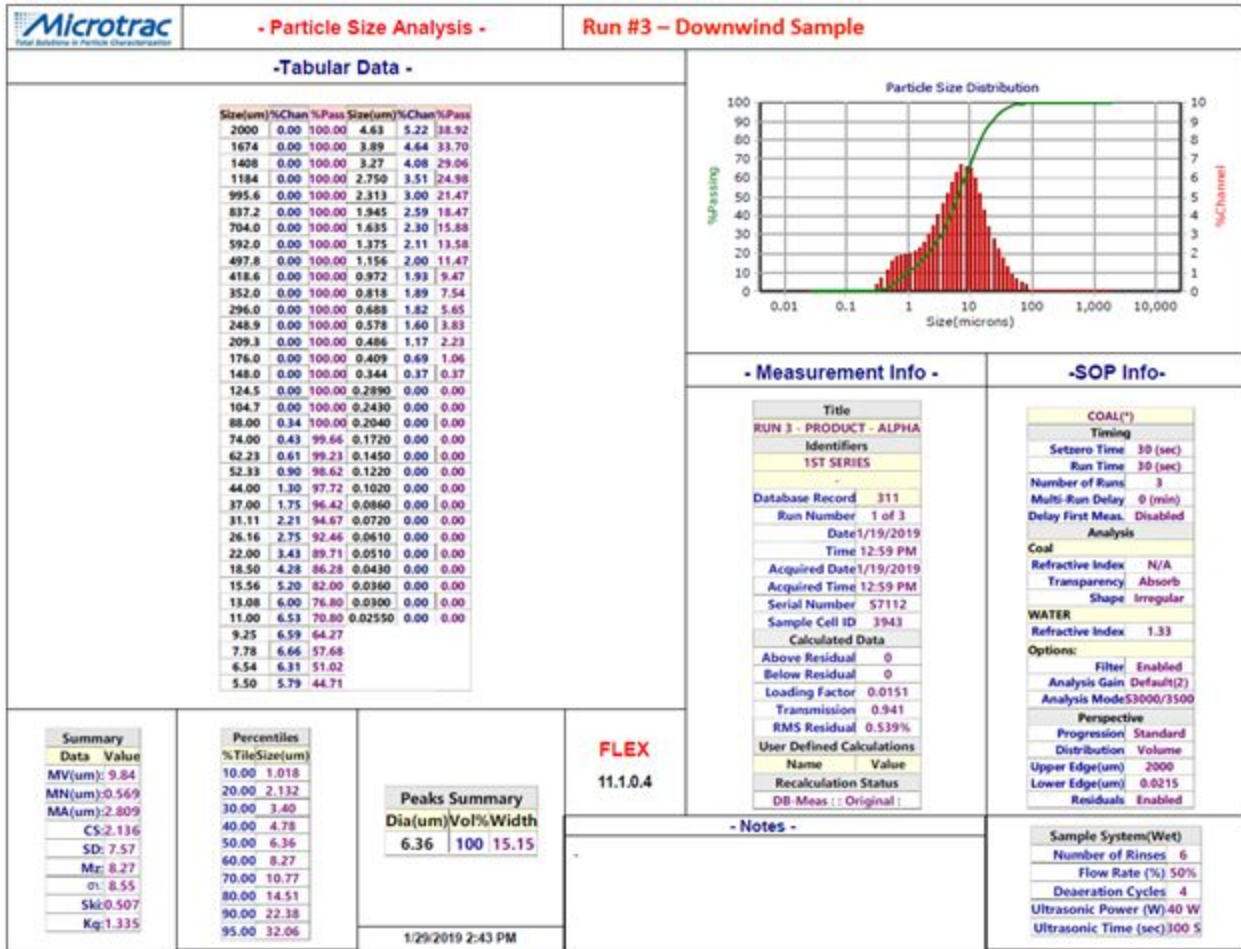 Microtrac
Total Solutions in Particle Characterization
- Particle Size Analysis -
Run #3 – Downwind Sample
-Tabular Data -
Size(um) %Chan %Pass Size(um) %Chan %Pass
2000 0.00 100.00 4.63 5.22 38.92
1674 0.00 100.00 3.89 4.64 33.70
1408 0.00 100.00 3.27 4.08 29.06
1184 0.00 100.00 2.750 3.51 24.98
995.6 0.00 100.00 2.313 3.00 21.47
837.2 0.00 100.00 1.945 2.59 18.47
704.0 0.00 100.00 1.635 2.30 15.88
592.0 0.00 100.00 1.375 2.11 13.58
497.8 0.00 100.00 1.156 2.00 11.47
418.6 0.00 100.00 0.972 1.93 9.47
352.0 0.00 100.00 0.818 1.89 7.54
296.0 0.00 100.00 0.688 1.82 5.65
248.9 0.00 100.00 0.578 1.60 3.83
209.3 0.00 100.00 0.486 1.17 2.23
176.0 0.00 100.00 0.409 0.69 1.06
148.0 0.00 100.00 0.344 0.37 0.37
124.5 0.00 100.00 0.2890 0.00 0.00
104.7 0.00 100.00 0.2430 0.00 0.00
88.00 0.34 100.00 0.2040 0.00 0.00
74.00 0.43 99.66 0.1720 0.00 0.00
62.23 0.61 99.23 0.1450 0.00 0.00
52.33 0.90 98.62 0.1220 0.00 0.00
44.00 1.30 97.72 0.1020 0.00 0.00
37.00 1.75 96.42 0.0860 0.00 0.00
31.11 2.21 94.67 0.0720 0.00 0.00
26.16 2.75 92.46 0.0610 0.00 0.00
22.00 3.43 89.71 0.0510 0.00 0.00
18.50 4.28 86.28 0.0430 0.00 0.00
15.56 5.20 82.00 0.0360 0.00 0.00
13.08 6.00 76.80 0.0300 0.00 0.00
11.00 6.53 70.80 0.02550 0.00 0.00
9.25 6.59 64.27
7.78 6.66 57.68
6.54 6.31 51.02
5.50 5.79 44.71
Particle Size Distribution
%Passing
100
90
80
70
60
50
40
30
20
10
0
10
9
8
7
6
5
4
3
2
1
0
%Channel
0.01 0.1 1 10 100 1,000 10,000
Size(microns)
- Measurement Info -
Title
RUN 3 - PRODUCT - ALPHA
Identifiers
1ST SERIES
-
Database Record 311
Run Number 1 of 3
Date 1/19/2019
Time 12:59 PM
Acquired Date 1/19/2019
Acquired Time 12:59 PM
Serial Number S7112
Sample Cell ID 3943
Calculated Data
Above Residual 0
Below Residual 0
Loading Factor 0.0151
Transmission 0.941
RMS Residual 0.539%
User Defined Calculations
Name Value
Recalculation Status
DB-Meas : : Original :
-SOP Info-
COAL(*)
Timing
Setzero Time 30 (sec)
Run Time 30 (sec)
Number of Runs 3
Multi-Run Delay 0 (min)
Delay First Meas. Disabled
Analysis
Coal
Refractive Index N/A
Transparency Absorb
Shape Irregular
WATER
Refractive Index 1.33
Options:
Filter Enabled
Analysis Gain Default(2)
Analysis Mode S3000/3500
Perspective
Progression Standard
Distribution Volume
Upper Edge(um) 2000
Lower Edge(um) 0.0215
Residuals Enabled
Summary
Data Value
MV(um): 9.84
MN(um): 0.569
MA(um): 2.809
CS: 2.136
SD: 7.57
Mz: 8.27
σı: 8.55
Ski: 0.507
Kg: 1.335
Percentiles
%Tile Size(um)
10.00 1.018
20.00 2.132
30.00 3.40
40.00 4.78
50.00 6.36
60.00 8.27
70.00 10.77
80.00 14.51
90.00 22.38
95.00 32.06
Peaks Summary
Dia(um) Vol% Width
6.36 100 15.15
1/29/2019 2:43 PM
FLEX
11.1.0.4
- Notes -
.
Sample System(Wet)
Number of Rinses 6
Flow Rate (%) 50%
Deaeration Cycles 4
Ultrasonic Power (W) 40 W
Ultrasonic Time (sec) 300 S